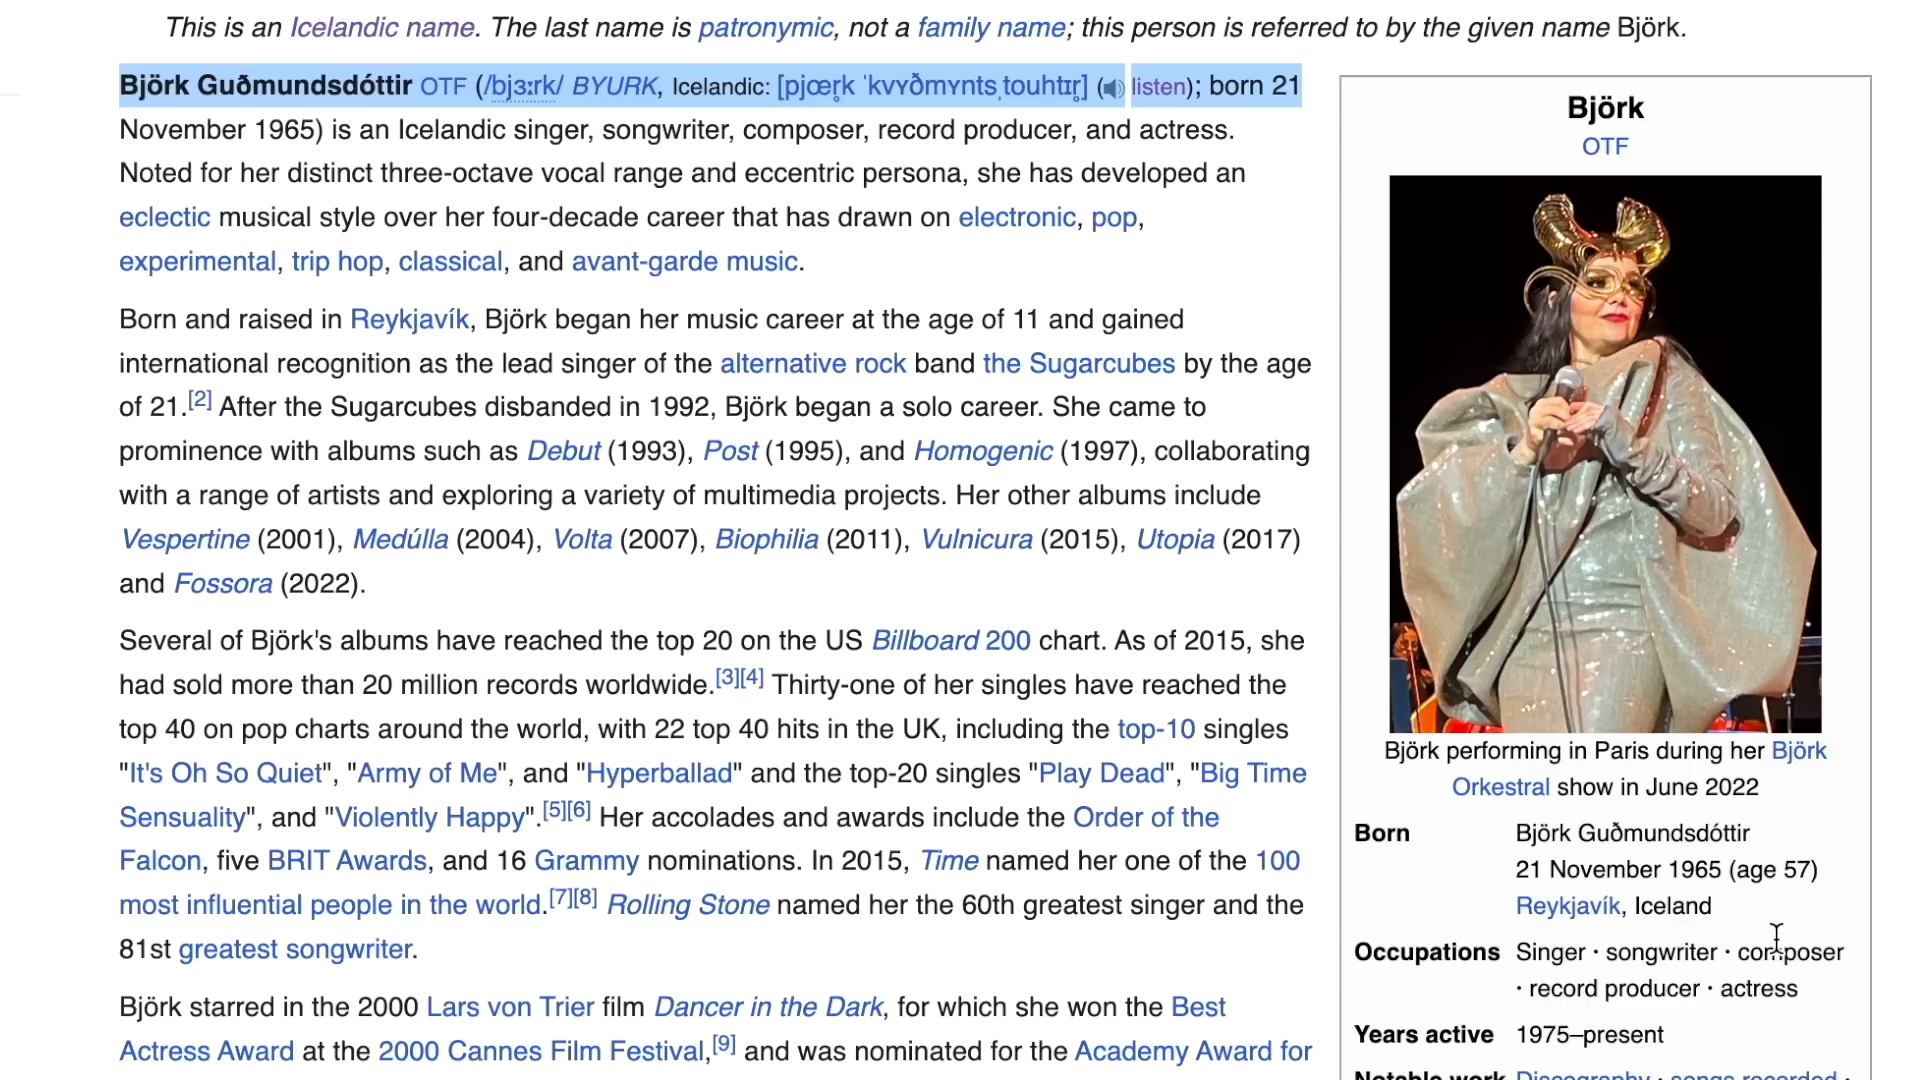 This is an Icelandic name. The last name is patronymic, not a family name; this person is referred to by the given name Björk.
Björk Guðmundsdóttir OTF (/bjɜːrk/ BYURK, Icelandic: [pjœr̥k ˈkvʏðmʏntsˌtouhtɪr̥] ( listen); born 21
November 1965) is an Icelandic singer, songwriter, composer, record producer, and actress.
Noted for her distinct three-octave vocal range and eccentric persona, she has developed an
eclectic musical style over her four-decade career that has drawn on electronic, pop,
experimental, trip hop, classical, and avant-garde music.
Born and raised in Reykjavík, Björk began her music career at the age of 11 and gained
international recognition as the lead singer of the alternative rock band the Sugarcubes by the age
of 21.[2] After the Sugarcubes disbanded in 1992, Björk began a solo career. She came to
prominence with albums such as Debut (1993), Post (1995), and Homogenic (1997), collaborating
with a range of artists and exploring a variety of multimedia projects. Her other albums include
Vespertine (2001), Medúlla (2004), Volta (2007), Biophilia (2011), Vulnicura (2015), Utopia (2017)
and Fossora (2022).
Several of Björk's albums have reached the top 20 on the US Billboard 200 chart. As of 2015, she
had sold more than 20 million records worldwide.[3][4] Thirty-one of her singles have reached the
top 40 on pop charts around the world, with 22 top 40 hits in the UK, including the top-10 singles
"It's Oh So Quiet", "Army of Me", and "Hyperballad" and the top-20 singles "Play Dead", "Big Time
Sensuality", and "Violently Happy".[5][6] Her accolades and awards include the Order of the
Falcon, five BRIT Awards, and 16 Grammy nominations. In 2015, Time named her one of the 100
most influential people in the world.[7][8] Rolling Stone named her the 60th greatest singer and the
81st greatest songwriter.
Björk starred in the 2000 Lars von Trier film Dancer in the Dark, for which she won the Best
Actress Award at the 2000 Cannes Film Festival,[9] and was nominated for the Academy Award for
Björk
OTF
Björk performing in Paris during her Björk
Orkestral show in June 2022
Born Björk Guðmundsdóttir
21 November 1965 (age 57)
Reykjavík, Iceland
Occupations Singer · songwriter · composer
· record producer · actress
Years active 1975–present
Notable work Discography · songs recorded ·